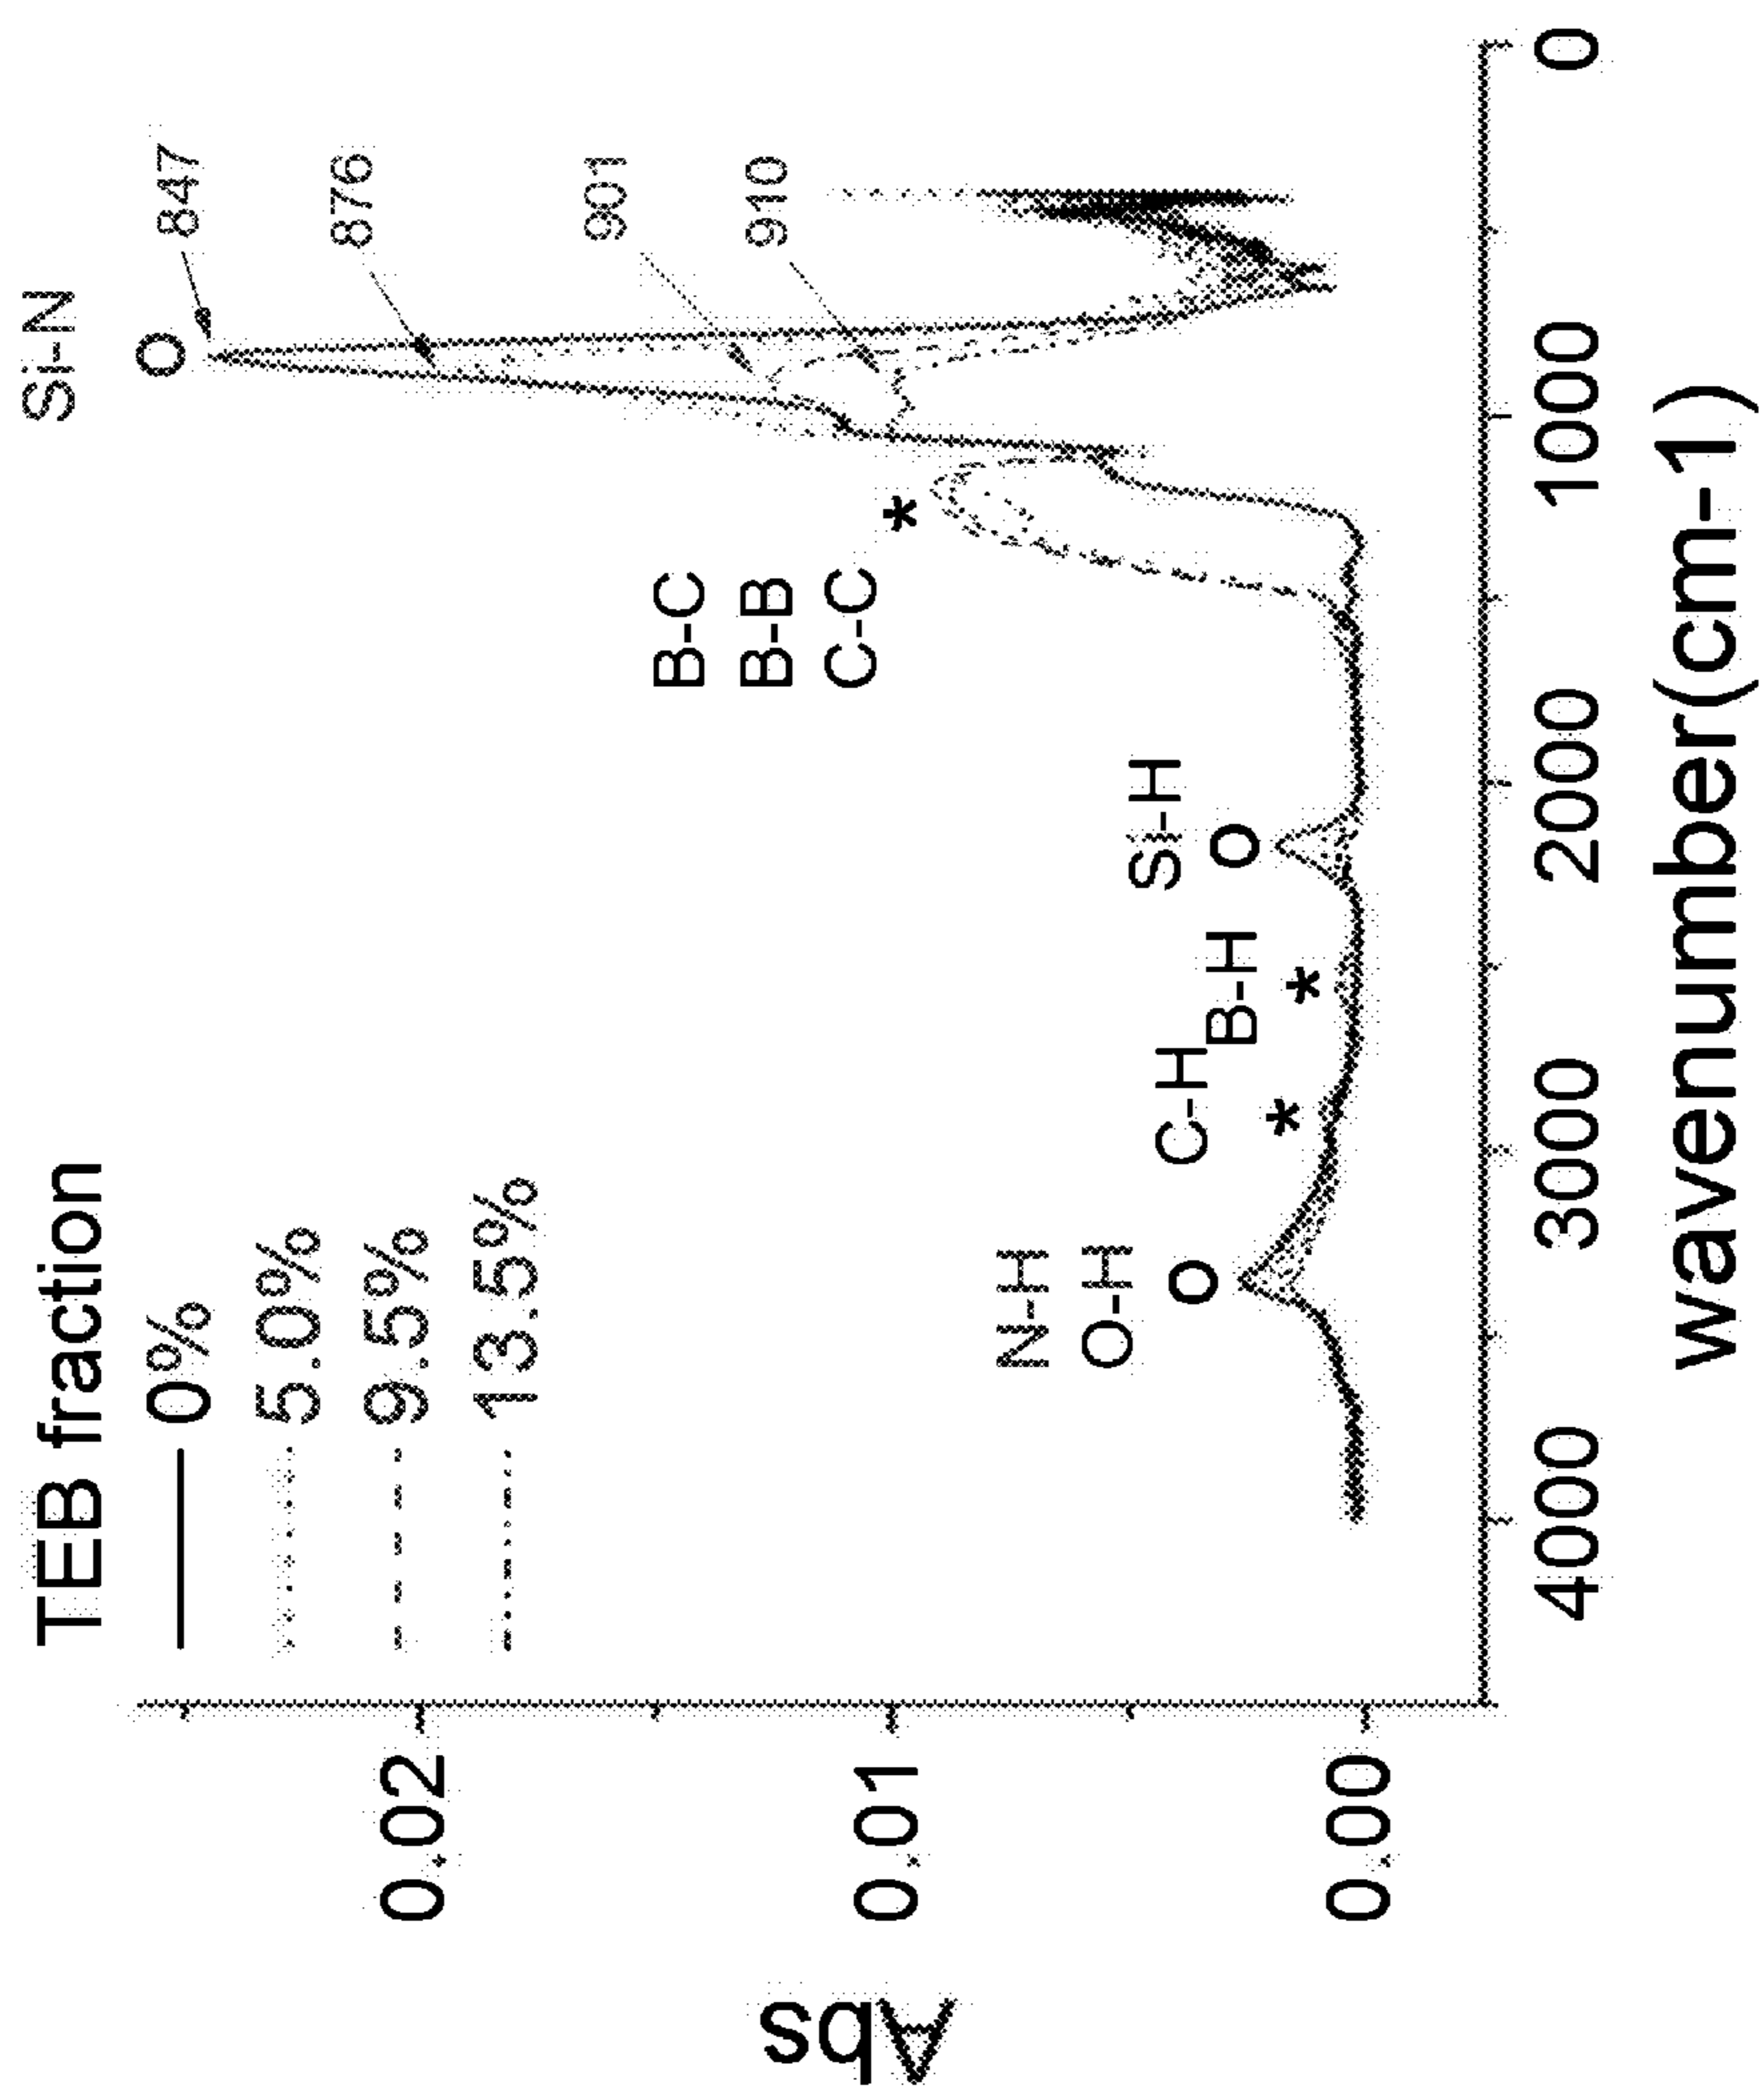 TEB fraction
0%
5.0%
9.5%
13.5%
Si-N
O
847
876
901
910
B-C
B-B
C-C
*
Si-H
O
B-H
*
C-H
*
N-H
O-H
O
0.02
0.01
0.00
Abs
4000
3000
2000
1000
0
wavenumber(cm-1)